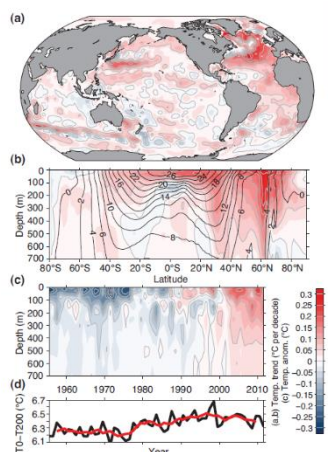 (a)
(b)
0
100
200
300
400
500
600
700
Depth (m)
80°S 60°S 40°S 20°S 0° 20°N 40°N 60°N 80°N
Latitude
(c)
0
100
200
300
400
500
600
700
Depth (m)
1960 1970 1980 1990 2000 2010
0.3
0.25
0.2
0.15
0.1
0.05
0
-0.05
-0.1
-0.15
-0.2
-0.25
-0.3
(a,b) Temp. trend (°C per decade)
(c) Temp. anom. (°C)
(d)
6.7
6.5
6.3
6.1
T0–T200 (°C)
Year